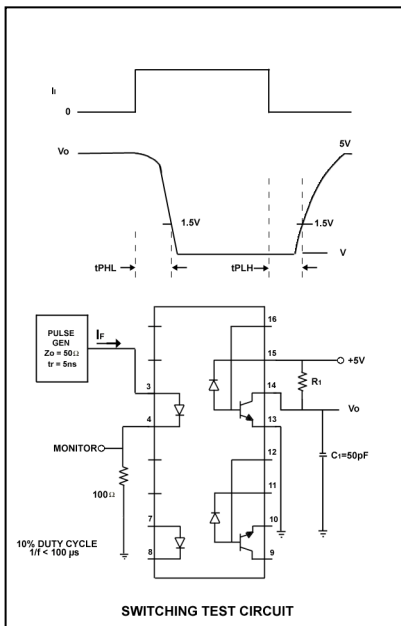 II
0
Vo
5V
1.5V
1.5V
V
tPHL
tPLH
PULSE
GEN
Zo = 50Ω
tr = 5ns
IF
16
15
+5V
3
14
R1
Vo
4
13
MONITOR
12
C1=50pF
100Ω
11
7
10
10% DUTY CYCLE
1/f < 100 µs
8
9
SWITCHING TEST CIRCUIT